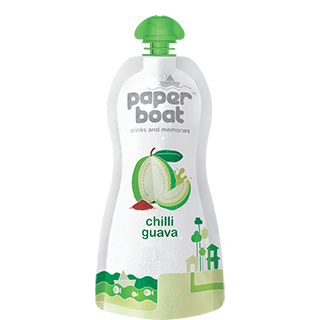 paper
boat
drinks and memories
chilli
guava